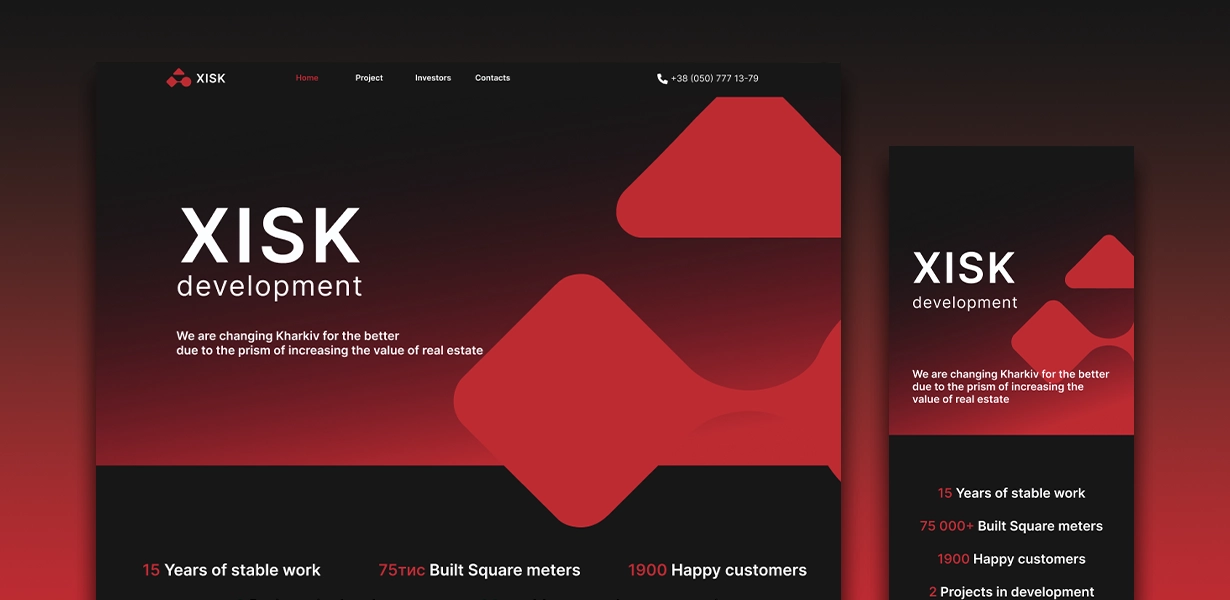 XISK
Home Project Investors Contacts
+38 (050) 777 13-79
XISK
development
We are changing Kharkiv for the better
due to the prism of increasing the value of real estate
15 Years of stable work
75тис Built Square meters
1900 Happy customers
XISK
development
We are changing Kharkiv for the better
due to the prism of increasing the
value of real estate
15 Years of stable work
75 000+ Built Square meters
1900 Happy customers
2 Projects in development